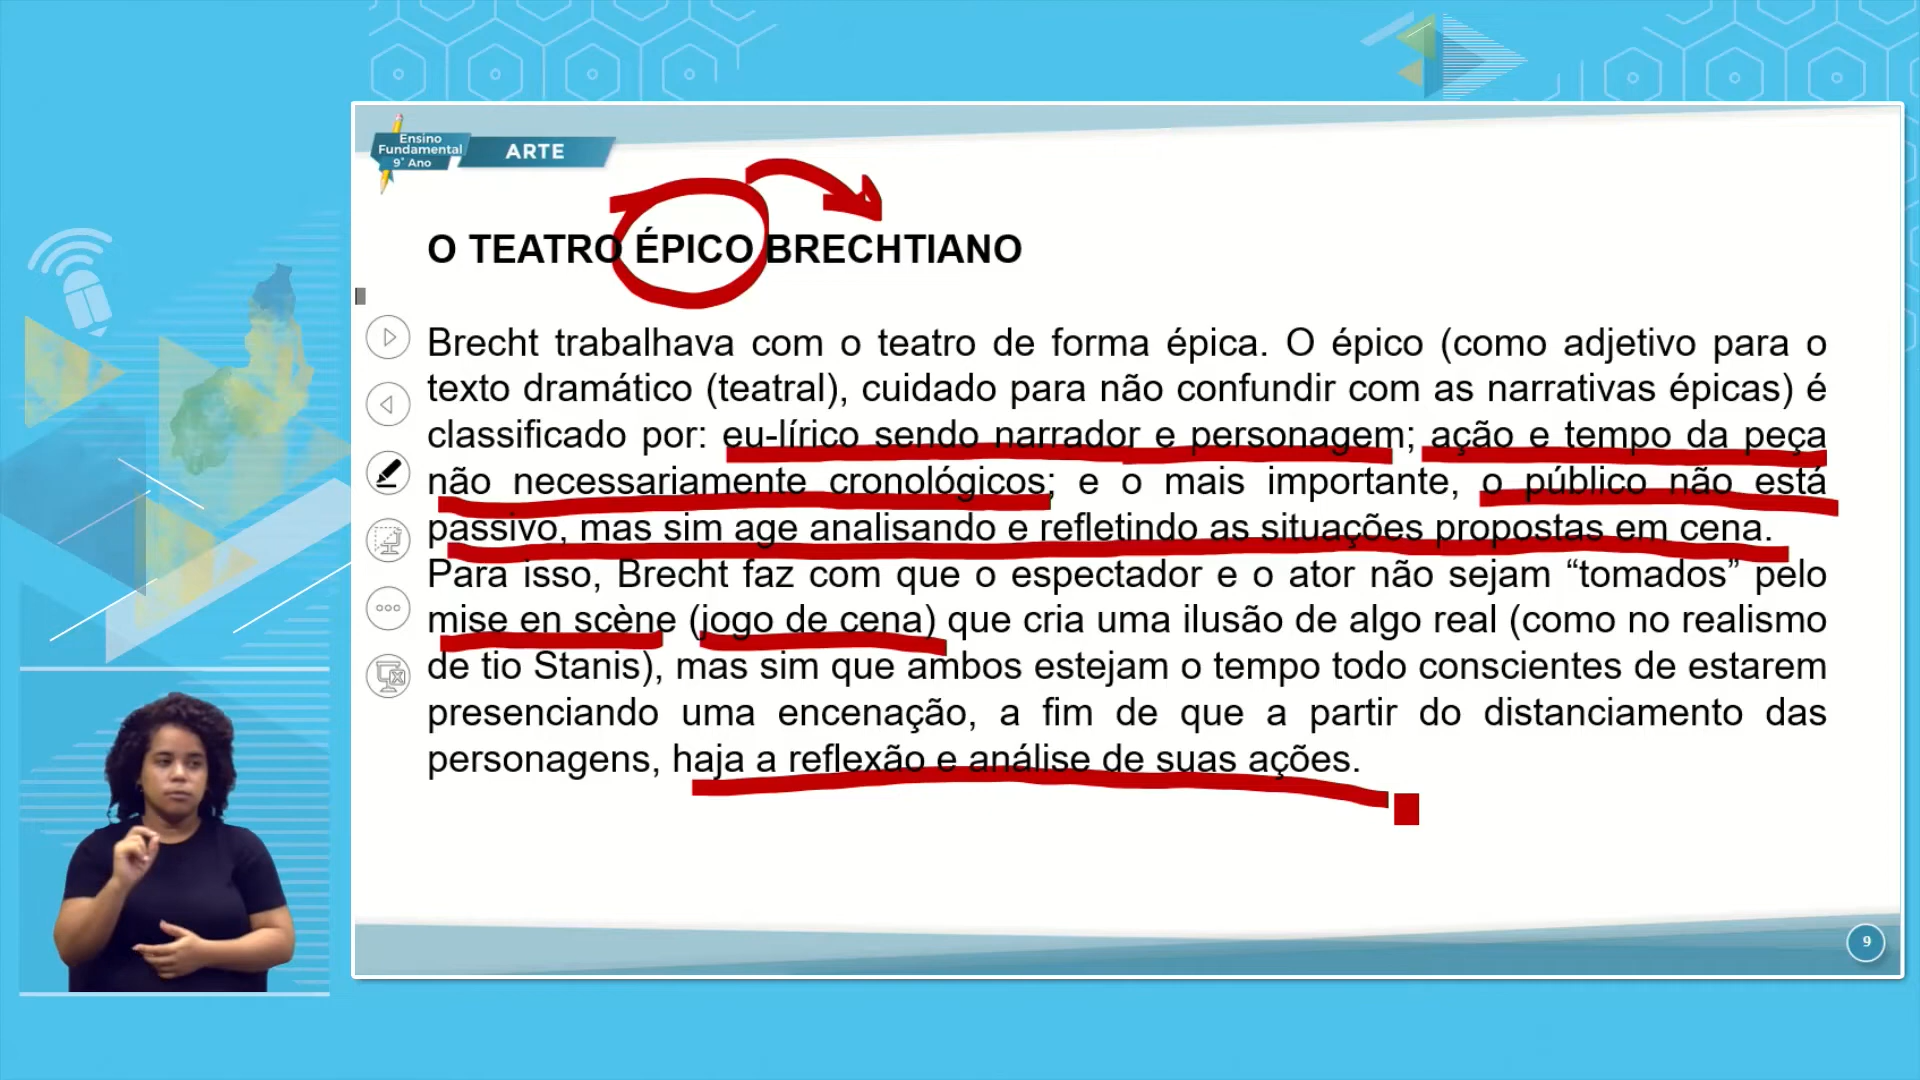 Ensino
Fundamental
9° Ano
ARTE
O TEATRO ÉPICO BRECHTIANO
Brecht trabalhava com o teatro de forma épica. O épico (como adjetivo para o
texto dramático (teatral), cuidado para não confundir com as narrativas épicas) é
classificado por: eu-lírico sendo narrador e personagem; ação e tempo da peça
não necessariamente cronológicos; e o mais importante, o público não está
passivo, mas sim age analisando e refletindo as situações propostas em cena.
Para isso, Brecht faz com que o espectador e o ator não sejam “tomados” pelo
mise en scène (jogo de cena) que cria uma ilusão de algo real (como no realismo
de tio Stanis), mas sim que ambos estejam o tempo todo conscientes de estarem
presenciando uma encenação, a fim de que a partir do distanciamento das
personagens, haja a reflexão e análise de suas ações.
9